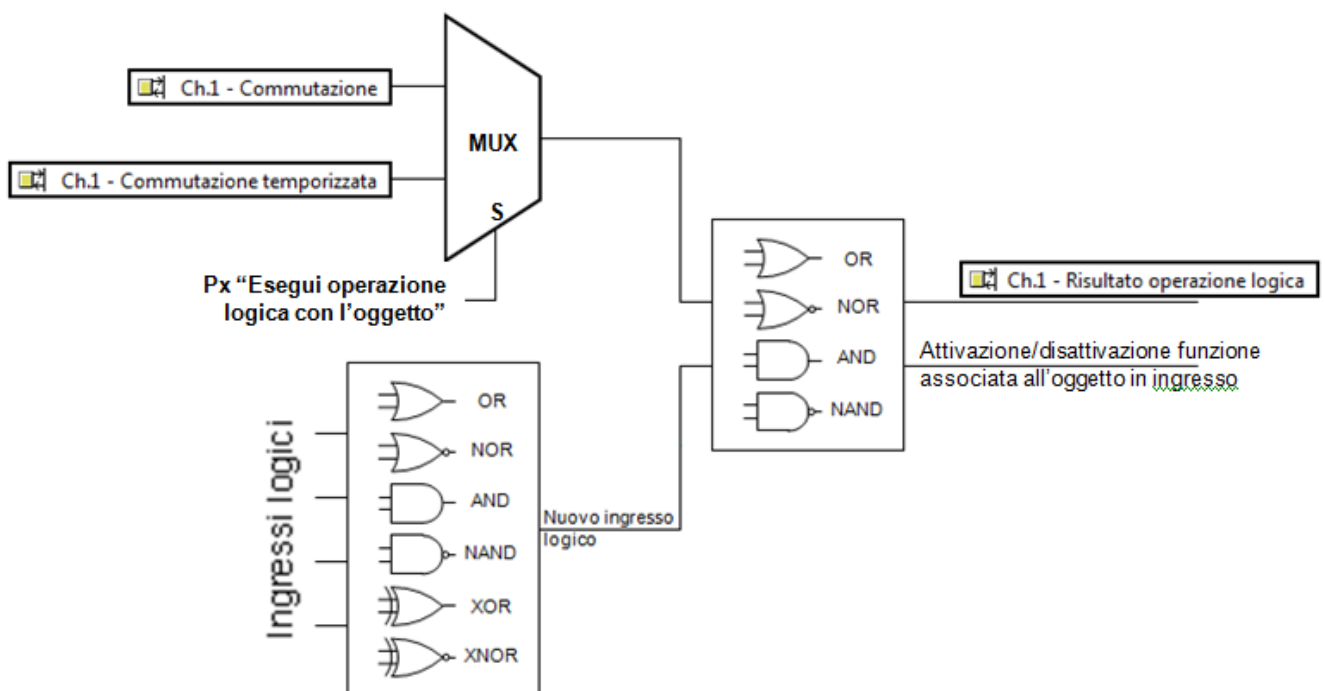 Ch.1 - Commutazione
MUX
Ch.1 - Commutazione temporizzata
S
Px “Esegui operazione
logica con l’oggetto”
OR
NOR
AND
NAND
Ch.1 - Risultato operazione logica
Attivazione/disattivazione funzione
associata all’oggetto in ingresso
Ingressi logici
OR
NOR
AND
NAND
XOR
XNOR
Nuovo ingresso
logico